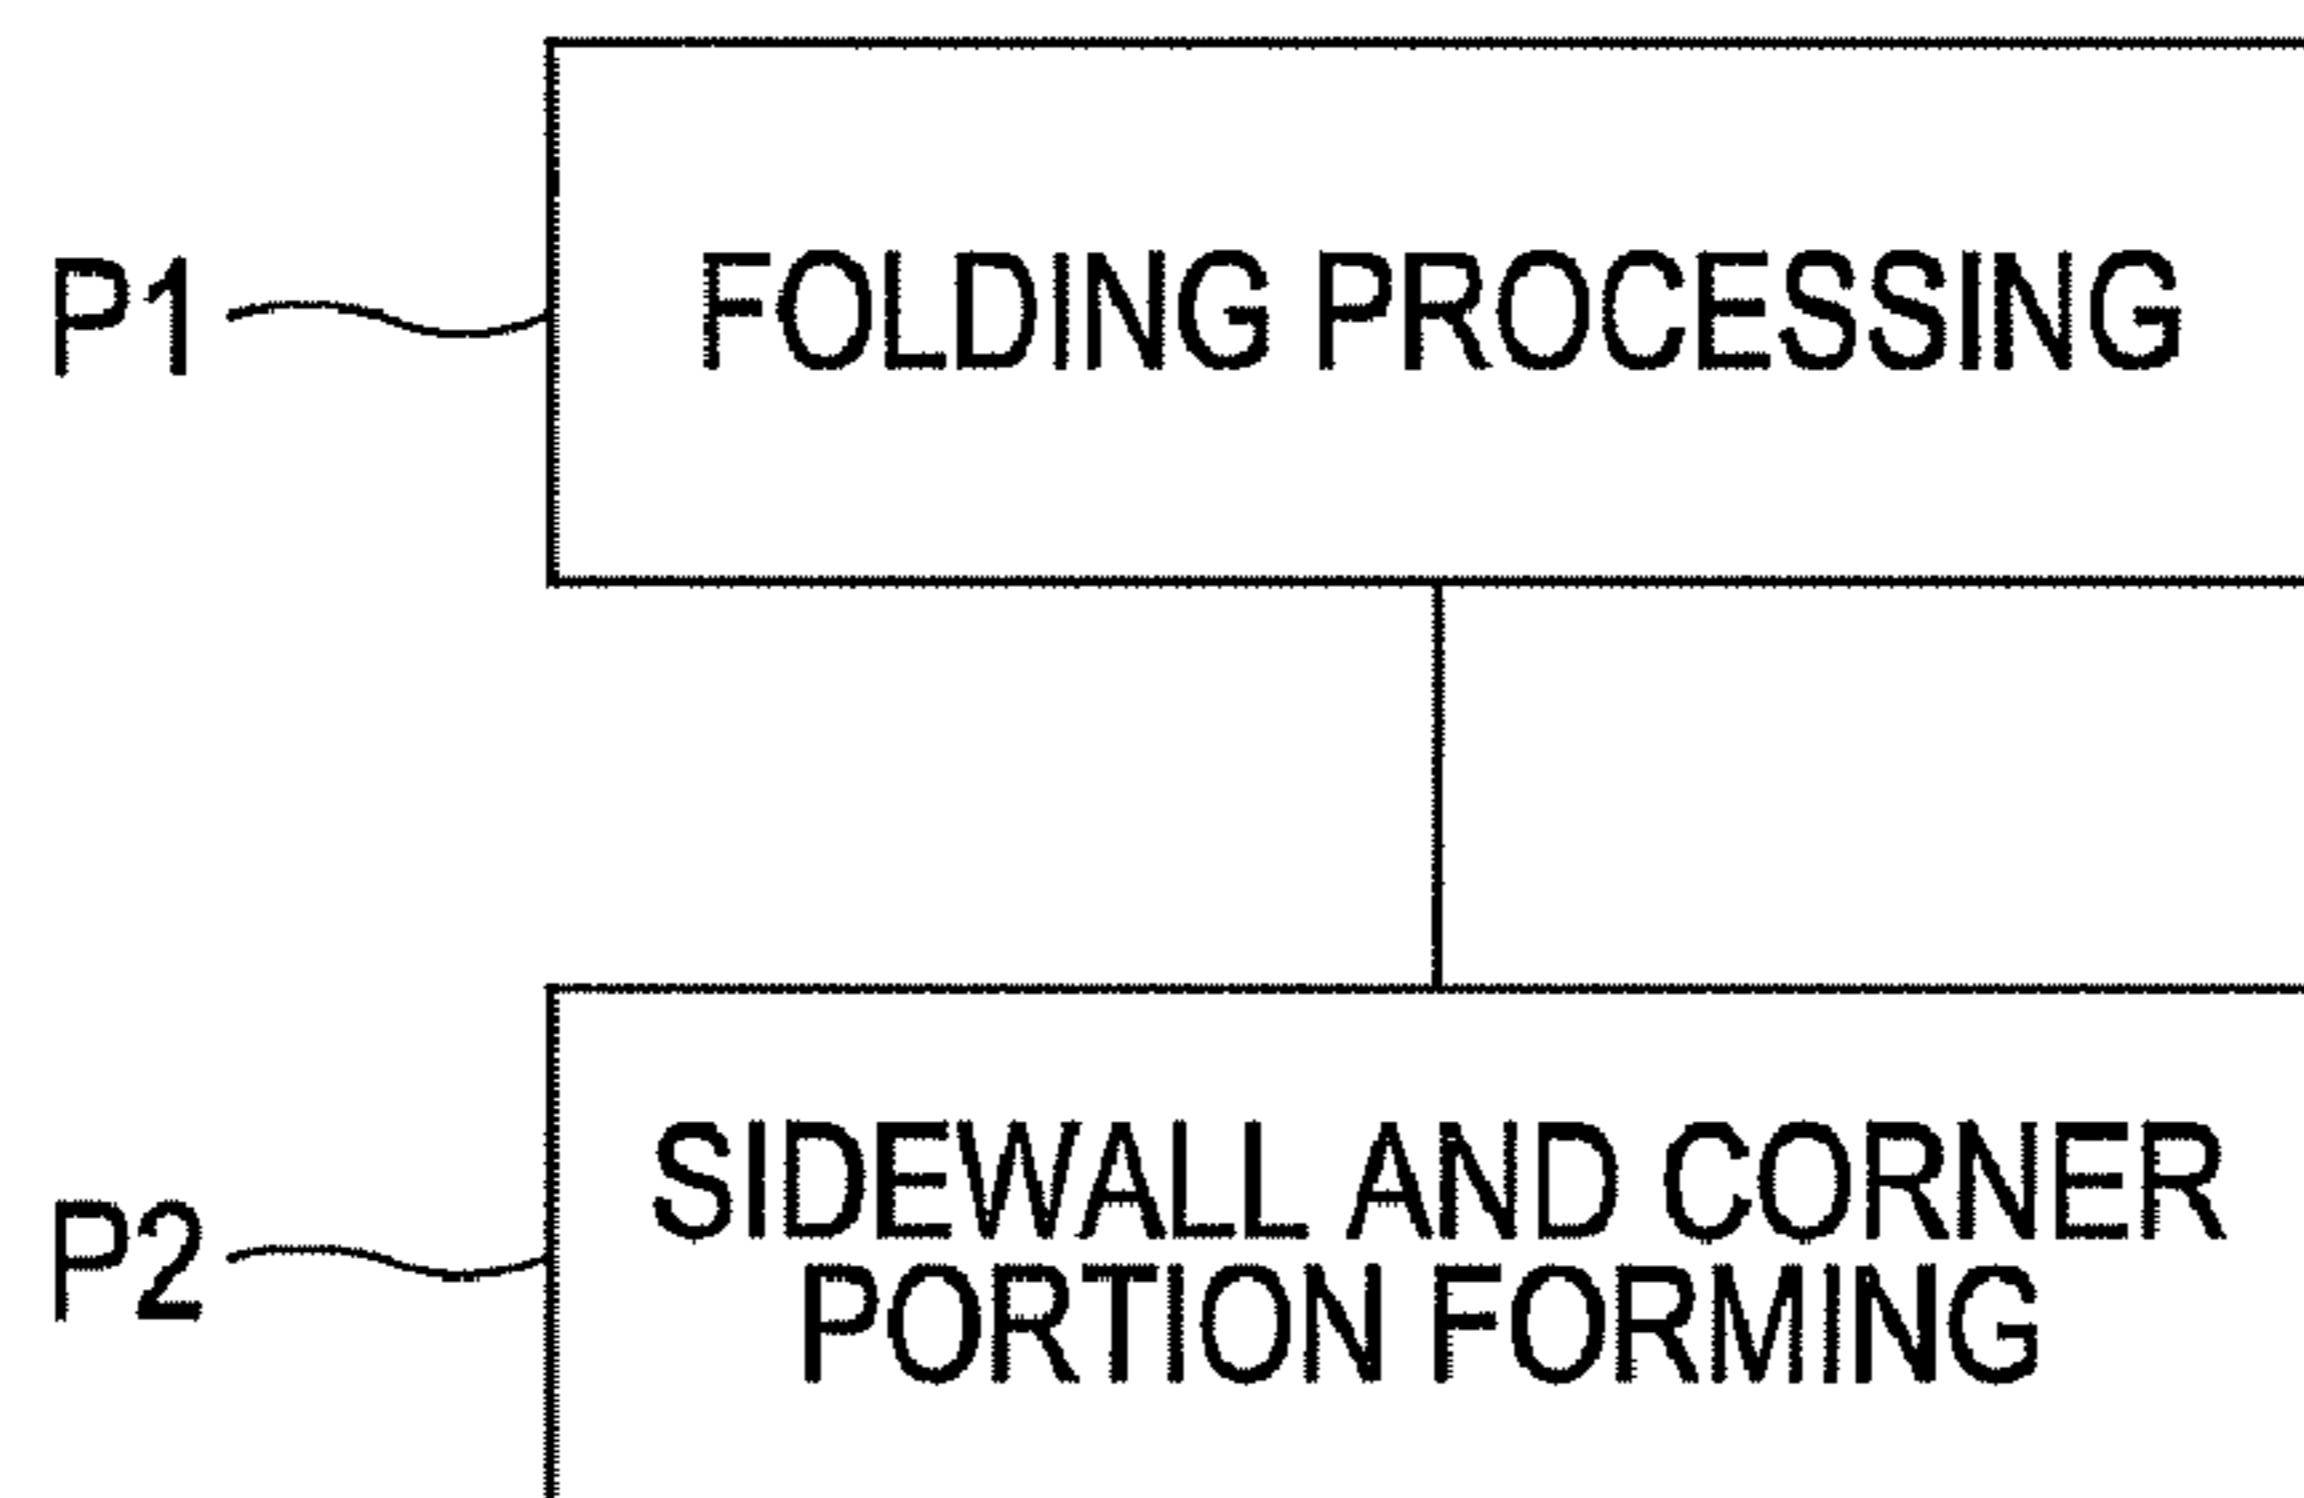 P1
FOLDING PROCESSING
P2
SIDEWALL AND CORNER
PORTION FORMING